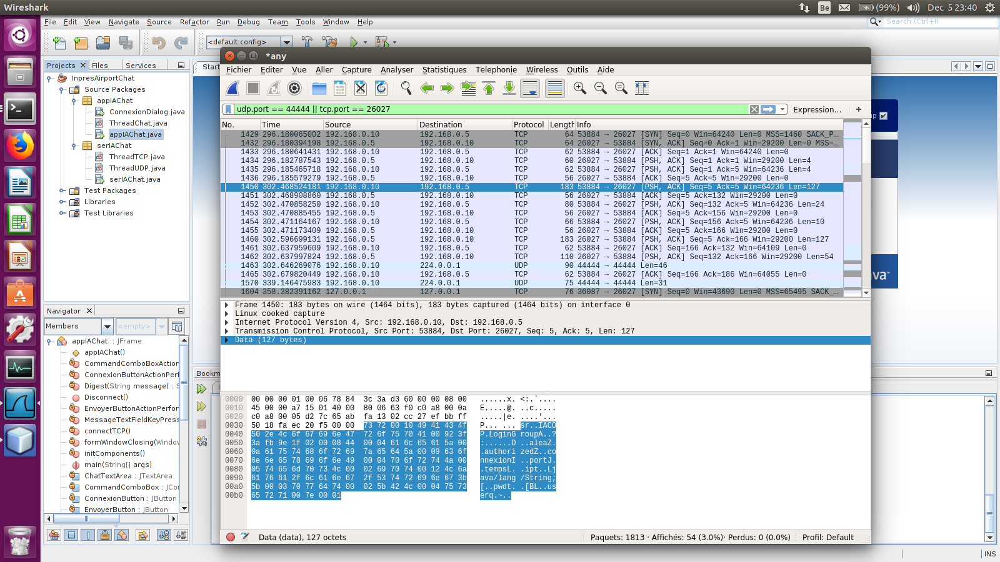 Wireshark
Be (99%) Dec 5 23:40
File Edit View Navigate Source Refactor Run Debug Team Tools Window Help
Search (Ctrl+I)
<default config>
Projects Files Services
Start
InpresAirportChat
Source Packages
appIAChat
ConnexionDialog.java
ThreadChat.java
appIAChat.java
serIAChat
ThreadTCP.java
ThreadUDP.java
serIAChat.java
Test Packages
Libraries
Test Libraries
Navigator
Members <empty>
appIAChat :: JFrame
appIAChat()
CommandComboBoxAction
ConnexionButtonActionPerf
Digest(String message) : S
Disconnect()
EnvoyerButtonActionPerfor
MessageTextFieldKeyPress
connectTCP()
formWindowClosing(Windo
initComponents()
main(String[] args)
ChatTextArea : JTextArea
CommandComboBox : JCor
ConnexionButton : JButton
EnvoyerButton : JButton
Bookm
*any
Fichier Editer Vue Aller Capture Analyser Statistiques Telephonie Wireless Outils Aide
udp.port == 44444 || tcp.port == 26027 Expression... +
No. Time Source Destination Protocol Length Info
1429 296.180065002 192.168.0.10 192.168.0.5 TCP 64 53884 → 26027 [SYN] Seq=0 Win=64240 Len=0 MSS=1460 SACK_P…
1432 296.180394198 192.168.0.5 192.168.0.10 TCP 64 26027 → 53884 [SYN, ACK] Seq=0 Ack=1 Win=29200 Len=0 MSS=…
1433 296.180641431 192.168.0.10 192.168.0.5 TCP 62 53884 → 26027 [ACK] Seq=1 Ack=1 Win=64240 Len=0
1434 296.182787543 192.168.0.5 192.168.0.10 TCP 60 26027 → 53884 [PSH, ACK] Seq=1 Ack=1 Win=29200 Len=4
1435 296.185465718 192.168.0.10 192.168.0.5 TCP 62 53884 → 26027 [PSH, ACK] Seq=1 Ack=5 Win=64236 Len=4
1436 296.185579279 192.168.0.5 192.168.0.10 TCP 56 26027 → 53884 [ACK] Seq=5 Ack=5 Win=29200 Len=0
1450 302.468524181 192.168.0.10 192.168.0.5 TCP 183 53884 → 26027 [PSH, ACK] Seq=5 Ack=5 Win=64236 Len=127
1451 302.468908860 192.168.0.5 192.168.0.10 TCP 56 26027 → 53884 [ACK] Seq=5 Ack=132 Win=29200 Len=0
1452 302.470858250 192.168.0.10 192.168.0.5 TCP 80 53884 → 26027 [PSH, ACK] Seq=132 Ack=5 Win=64236 Len=24
1453 302.470885455 192.168.0.5 192.168.0.10 TCP 56 26027 → 53884 [ACK] Seq=5 Ack=156 Win=29200 Len=0
1454 302.471164167 192.168.0.10 192.168.0.5 TCP 66 53884 → 26027 [PSH, ACK] Seq=156 Ack=5 Win=64236 Len=10
1455 302.471173409 192.168.0.5 192.168.0.10 TCP 56 26027 → 53884 [ACK] Seq=5 Ack=166 Win=29200 Len=0
1460 302.596699131 192.168.0.5 192.168.0.10 TCP 183 26027 → 53884 [PSH, ACK] Seq=5 Ack=166 Win=29200 Len=127
1461 302.637959609 192.168.0.10 192.168.0.5 TCP 62 53884 → 26027 [ACK] Seq=166 Ack=132 Win=64109 Len=0
1462 302.637997824 192.168.0.5 192.168.0.10 TCP 110 26027 → 53884 [PSH, ACK] Seq=132 Ack=166 Win=29200 Len=54
1463 302.646269076 192.168.0.10 224.0.0.1 UDP 90 44444 → 44444 Len=46
1465 302.679820449 192.168.0.10 192.168.0.5 TCP 62 53884 → 26027 [ACK] Seq=166 Ack=186 Win=64055 Len=0
1570 339.146475983 192.168.0.10 224.0.0.1 UDP 75 44444 → 44444 Len=31
1604 358.382391162 127.0.0.1 127.0.0.1 TCP 76 36087 → 26027 [SYN] Seq=0 Win=43690 Len=0 MSS=65495 SACK_…
Frame 1450: 183 bytes on wire (1464 bits), 183 bytes captured (1464 bits) on interface 0
Linux cooked capture
Internet Protocol Version 4, Src: 192.168.0.10, Dst: 192.168.0.5
Transmission Control Protocol, Src Port: 53884, Dst Port: 26027, Seq: 5, Ack: 5, Len: 127
Data (127 bytes)
0000 00 00 00 01 00 06 78 84 3c 3a d3 60 00 00 08 00 ......x. <:.`....
0010 45 00 00 a7 15 01 40 00 80 06 63 f0 c0 a8 00 0a E.....@. ..c.....
0020 c0 a8 00 05 d2 7c 65 ab fa 13 02 cc 27 ef bb ff .....|e. ....'...
0030 50 18 fa ec 20 f5 00 00 73 72 00 10 49 41 43 4f P... ... sr..IACO
0040 50 2e 4c 6f 67 69 6e 47 72 6f 75 70 41 00 92 3f P.LoginG roupA..?
0050 3a fb 9e 1f 02 00 08 44 00 04 61 6c 65 61 5a 00 :......D ..aleaZ.
0060 0a 61 75 74 68 6f 72 69 7a 65 64 5a 00 09 63 6f .authori zedZ..co
0070 6e 6e 65 78 69 6f 6e 49 00 04 70 6f 72 74 4a 00 nnexionI ..portJ.
0080 05 74 65 6d 70 73 4c 00 02 69 70 74 00 12 4c 6a .tempsL. .ipt..Lj
0090 61 76 61 2f 6c 61 6e 67 2f 53 74 72 69 6e 67 3b ava/lang /String;
00a0 5b 00 03 70 77 64 74 00 02 5b 42 4c 00 04 75 73 [..pwdt. .[BL..us
00b0 65 72 71 00 7e 00 01 erq.~..
Data (data), 127 octets Paquets: 1813 · Affichés: 54 (3.0%)· Perdus: 0 (0.0%) Profil: Default
INS